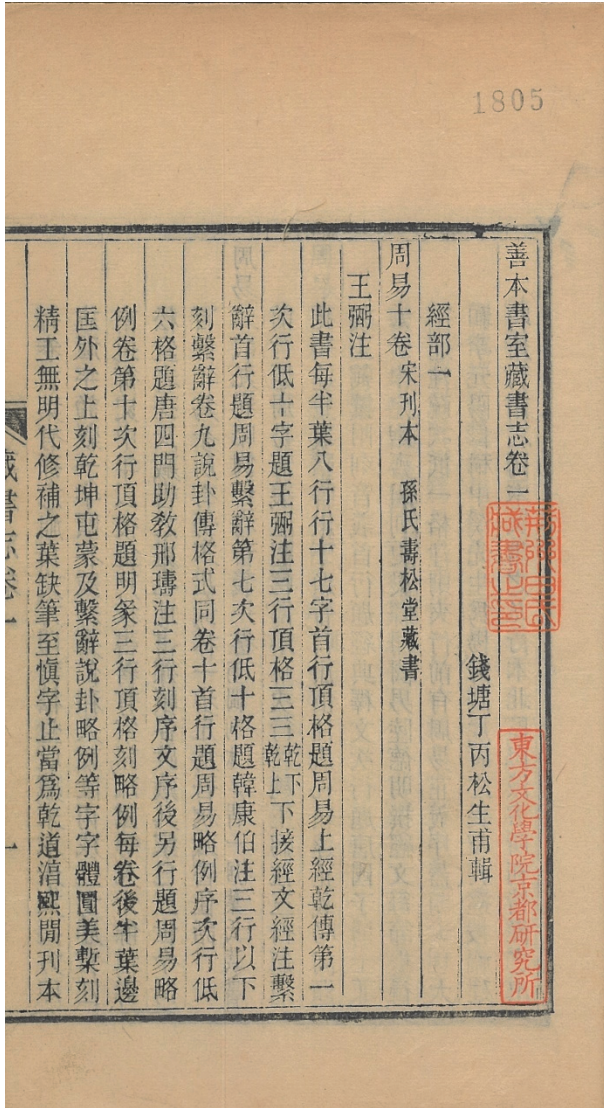 1805
善本書室藏書志卷一
錢塘丁丙松生甫輯
經部一
周易十卷 宋刊本 孫氏壽松堂藏書
王弼注
此書每半葉八行行十七字首行頂格題周易上經乾傳第一
次行低十字題王弼注三行頂格☰☰乾下乾上下接經文經注繫
辭首行題周易繫辭第七次行低十格題韓康伯注三行以下
刻繫辭卷九說卦傳格式同卷十首行題周易略例序次行低
六格題唐四門助敎邢璹注三行刻序文序後另行題周易略
例卷第十次行頂格題明彖三行頂格刻略例每卷後半葉邊
匡外之上刻乾坤屯蒙及繫辭說卦略例等字字體圓美槧刻
精工無明代修補之葉缺筆至愼字止當爲乾道淳熙閒刊本
藏書志卷一
一
東方文化學院京都研究所